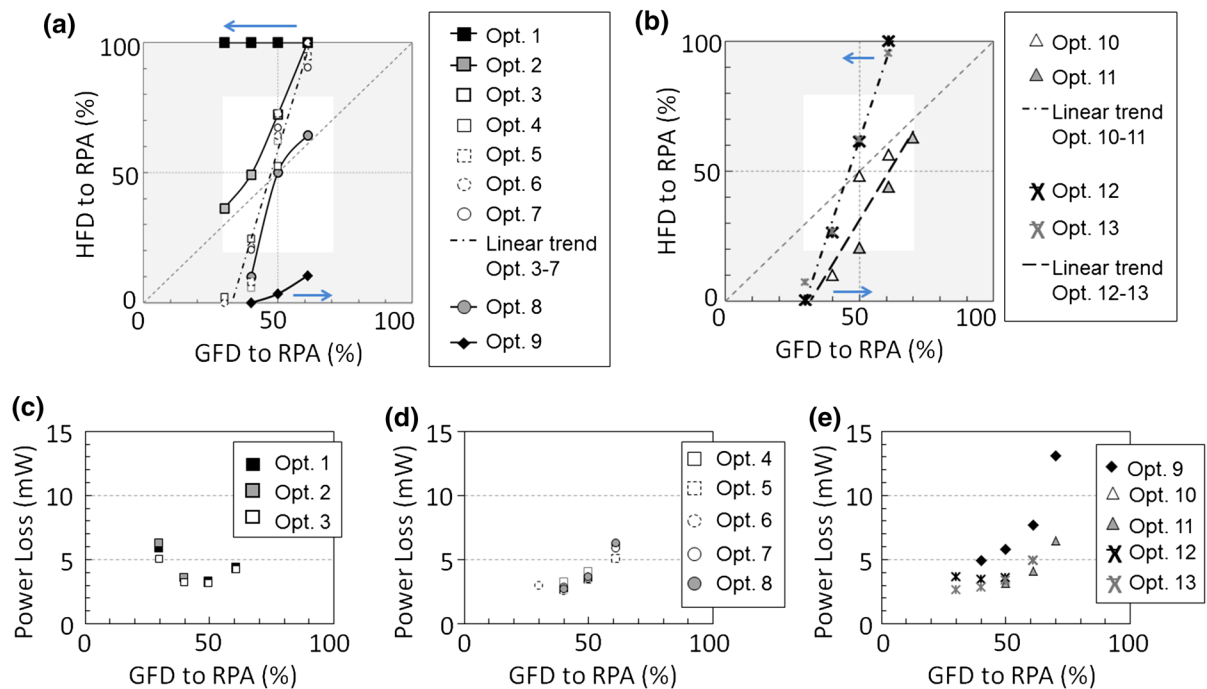 (a)
100
50
0
0
50
100
HFD to RPA (%)
GFD to RPA (%)
Opt. 1
Opt. 2
Opt. 3
Opt. 4
Opt. 5
Opt. 6
Opt. 7
Linear trend
Opt. 3-7
Opt. 8
Opt. 9
(b)
100
50
0
0
50
100
HFD to RPA (%)
GFD to RPA (%)
Opt. 10
Opt. 11
Linear trend
Opt. 10-11
Opt. 12
Opt. 13
Linear trend
Opt. 12-13
(c)
15
10
5
0
0
50
100
Power Loss (mW)
GFD to RPA (%)
Opt. 1
Opt. 2
Opt. 3
(d)
15
10
5
0
0
50
100
Power Loss (mW)
GFD to RPA (%)
Opt. 4
Opt. 5
Opt. 6
Opt. 7
Opt. 8
(e)
15
10
5
0
0
50
100
Power Loss (mW)
GFD to RPA (%)
Opt. 9
Opt. 10
Opt. 11
Opt. 12
Opt. 13